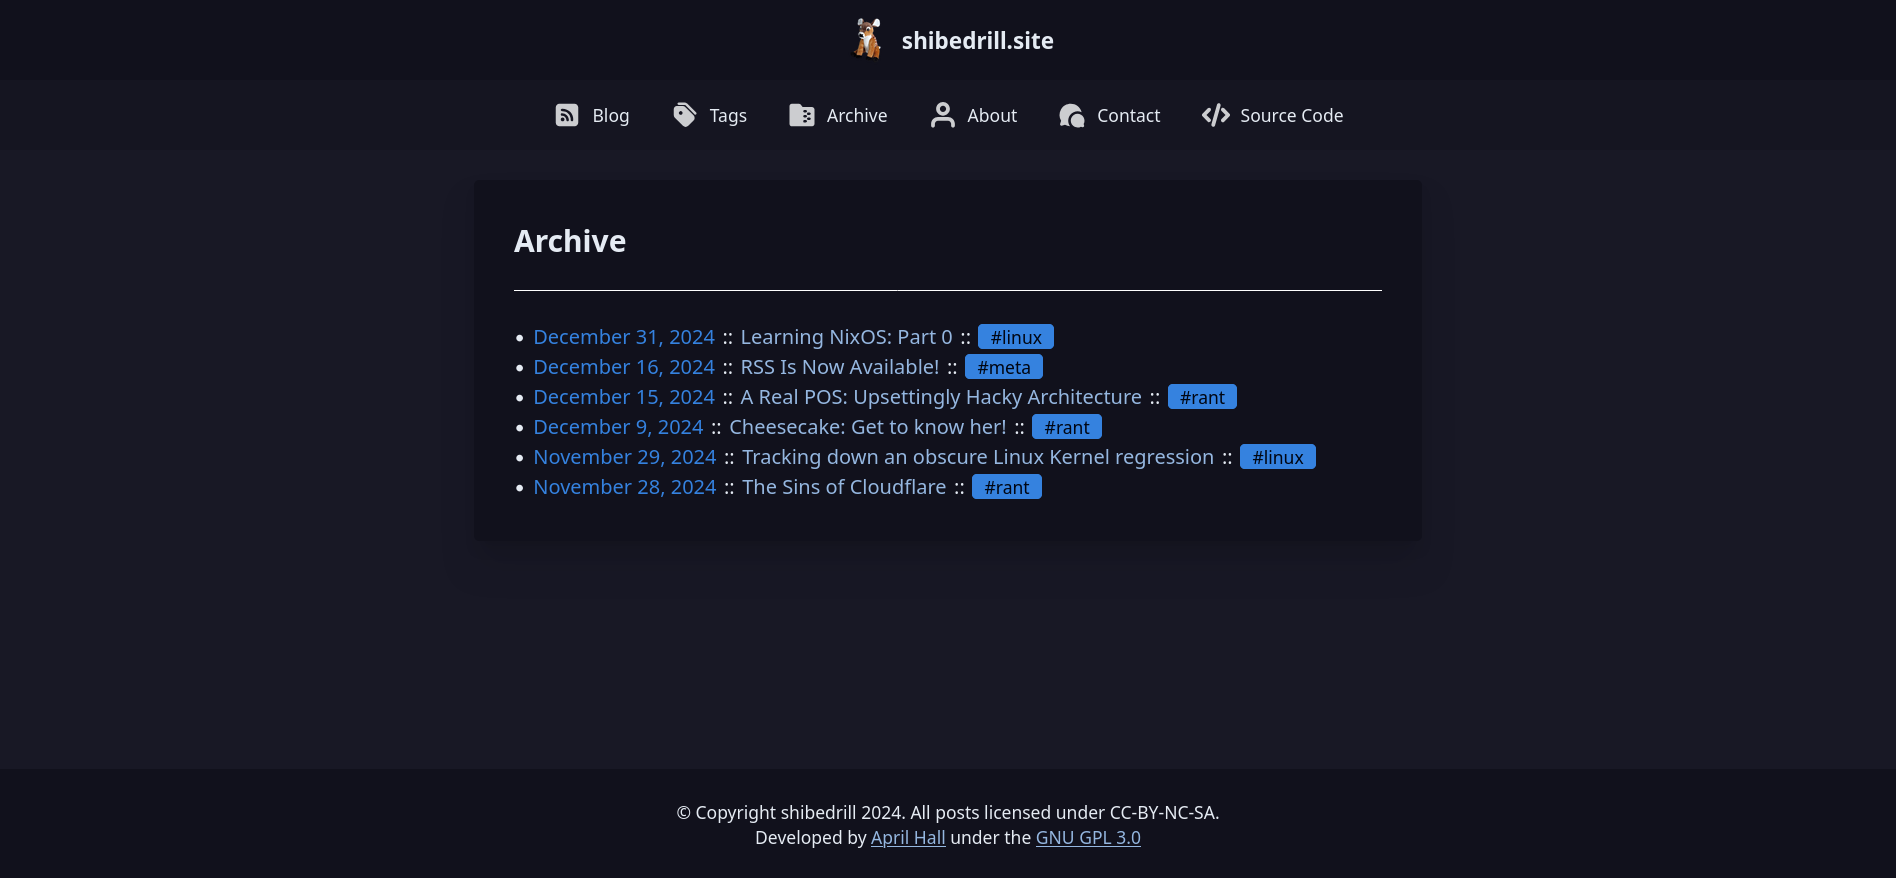 shibedrill.site
Blog Tags Archive About Contact Source Code
Archive
• December 31, 2024 :: Learning NixOS: Part 0 :: #linux
• December 16, 2024 :: RSS Is Now Available! :: #meta
• December 15, 2024 :: A Real POS: Upsettingly Hacky Architecture :: #rant
• December 9, 2024 :: Cheesecake: Get to know her! :: #rant
• November 29, 2024 :: Tracking down an obscure Linux Kernel regression :: #linux
• November 28, 2024 :: The Sins of Cloudflare :: #rant
© Copyright shibedrill 2024. All posts licensed under CC-BY-NC-SA.
Developed by April Hall under the GNU GPL 3.0